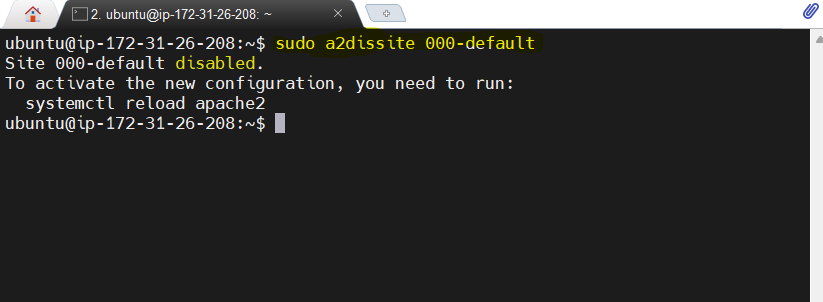 2. ubuntu@ip-172-31-26-208: ~
ubuntu@ip-172-31-26-208:~$ sudo a2dissite 000-default
Site 000-default disabled.
To activate the new configuration, you need to run:
  systemctl reload apache2
ubuntu@ip-172-31-26-208:~$